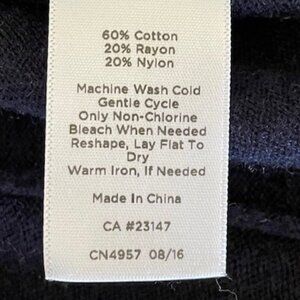 60% Cotton
20% Rayon
20% Nylon
Machine Wash Cold
Gentle Cycle
Only Non-Chlorine
Bleach When Needed
Reshape, Lay Flat To
Dry
Warm Iron, If Needed
Made In China
CA #23147
CN4957 08/16